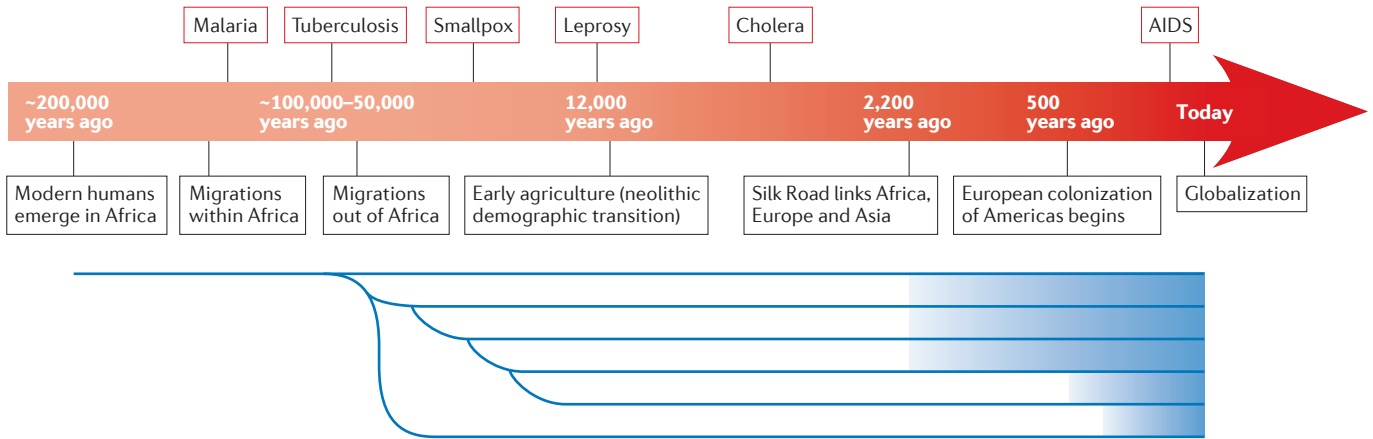 Malaria
Tuberculosis
Smallpox
Leprosy
Cholera
AIDS
~200,000
years ago
~100,000–50,000
years ago
12,000
years ago
2,200
years ago
500
years ago
Today
Modern humans
emerge in Africa
Migrations
within Africa
Migrations
out of Africa
Early agriculture (neolithic
demographic transition)
Silk Road links Africa,
Europe and Asia
European colonization
of Americas begins
Globalization